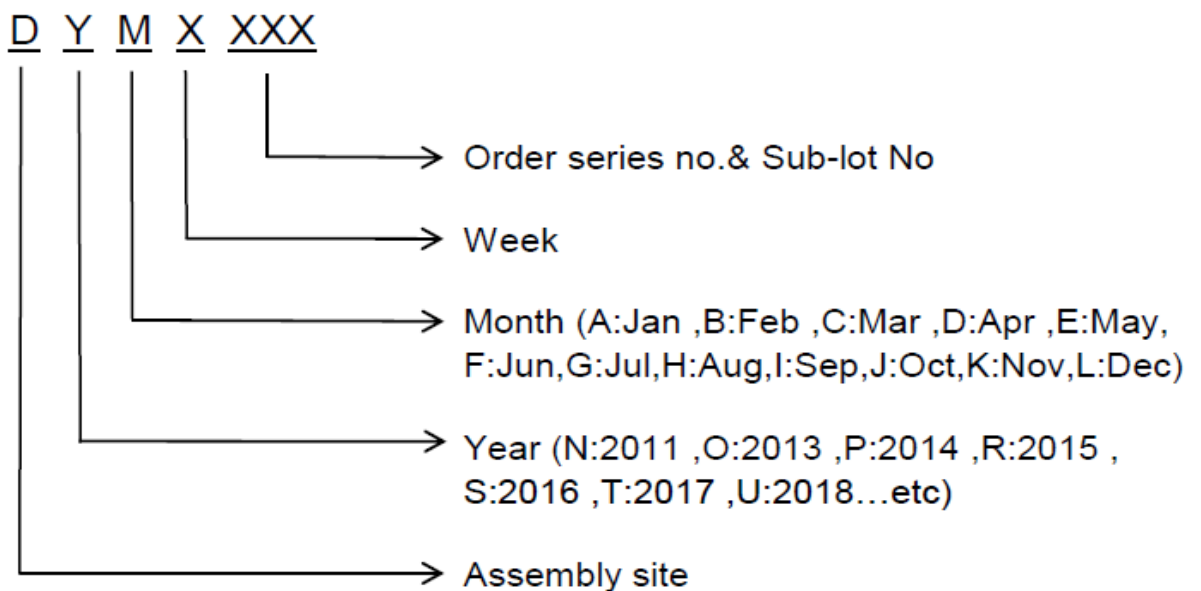 D Y M X XXX
Order series no.& Sub-lot No
Week
Month (A:Jan ,B:Feb ,C:Mar ,D:Apr ,E:May,
F:Jun,G:Jul,H:Aug,I:Sep,J:Oct,K:Nov,L:Dec)
Year (N:2011 ,O:2013 ,P:2014 ,R:2015 ,
S:2016 ,T:2017 ,U:2018...etc)
Assembly site